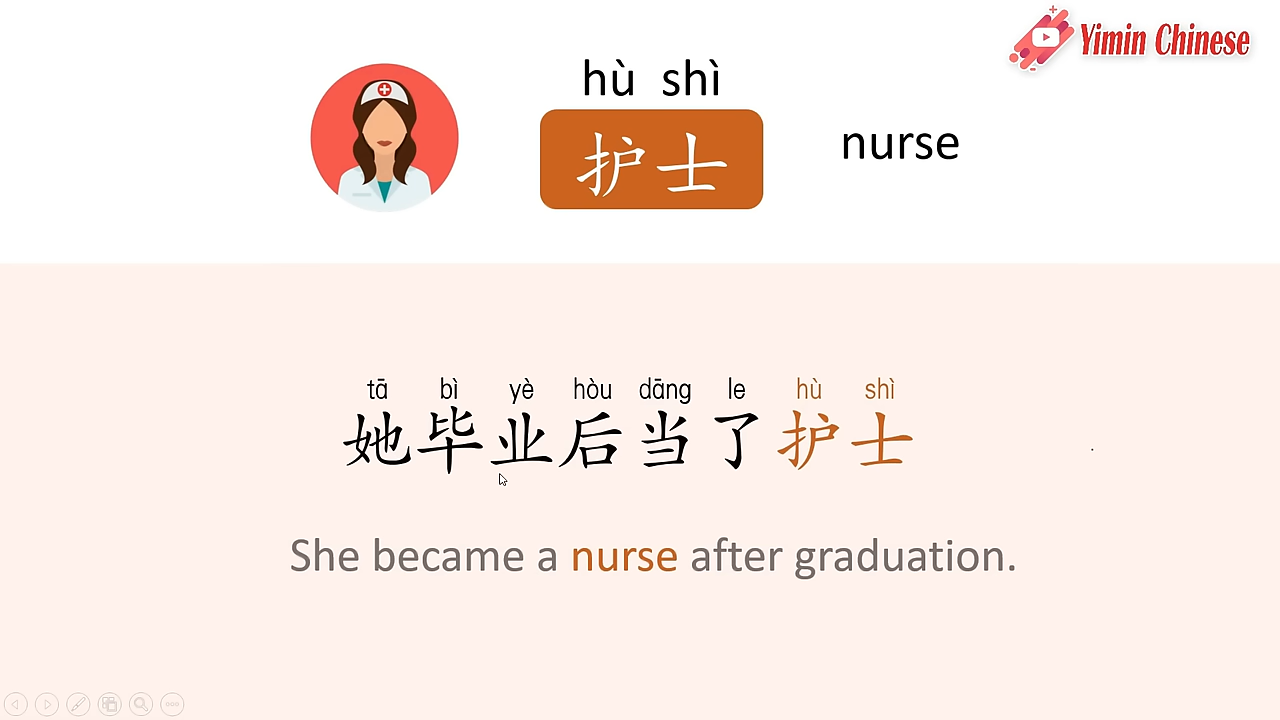 Yimin Chinese
hù shì
护士
nurse
tā bì yè hòu dāng le hù shì
她毕业后当了护士
She became a nurse after graduation.